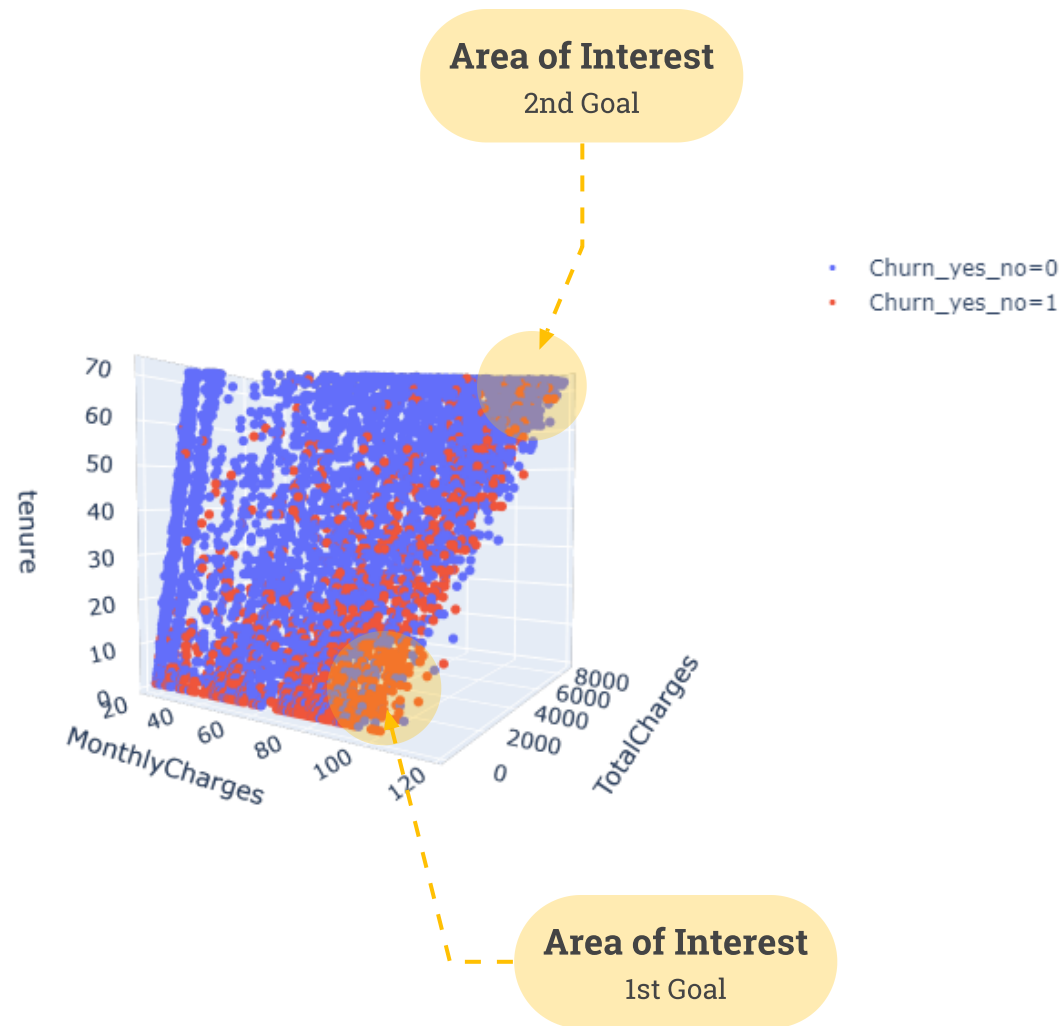 Area of Interest
2nd Goal
Churn_yes_no=0
Churn_yes_no=1
70
60
50
40
30
20
10
0
tenure
20
40
60
80
100
120
MonthlyCharges
0
2000
4000
6000
8000
TotalCharges
Area of Interest
1st Goal